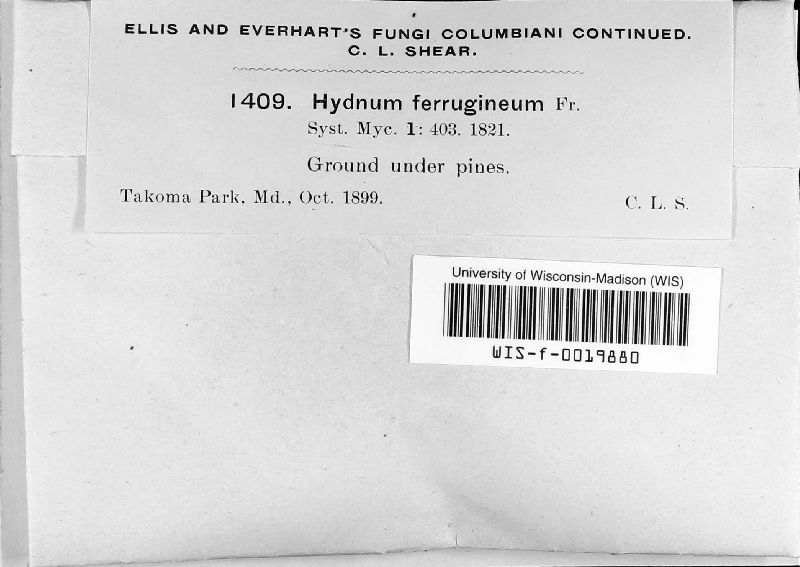 ELLIS AND EVERHART'S FUNGI COLUMBIANI CONTINUED.
C. L. SHEAR.
1409. Hydnum ferrugineum Fr.
Syst. Myc. 1: 403. 1821.
Ground under pines.
Takoma Park, Md., Oct. 1899. C. L. S.
University of Wisconsin-Madison (WIS)
WIS-f-0019880